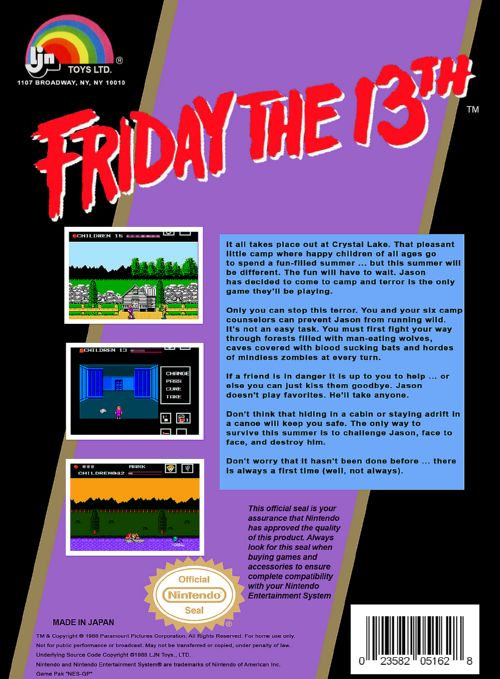 ljn
TOYS LTD. ®
1107 BROADWAY, NY, NY 10010
FRIDAY THE 13TH
TM
CHILDREN 15
It all takes place out at Crystal Lake. That pleasant
little camp where happy children of all ages go
to spend a fun-filled summer ... but this summer will
be different. The fun will have to wait. Jason
has decided to come to camp and terror is the only
game they'll be playing.
Only you can stop this terror. You and your six camp
counselors can prevent Jason from running wild.
It's not an easy task. You must first fight your way
through forests filled with man-eating wolves,
caves covered with blood sucking bats and hordes
of mindless zombies at every turn.
If a friend is in danger it is up to you to help ... or
else you can just kiss them goodbye. Jason
doesn't play favorites. He'll take anyone.
Don't think that hiding in a cabin or staying adrift in
a canoe will keep you safe. The only way to
survive this summer is to challenge Jason, face to
face, and destroy him.
Don't worry that it hasn't been done before ... there
is always a first time (well, not always).
CHILDREN 13
CHANGE
PASS
CURE
TAKE
MARK
CHILDREN
This official seal is your
assurance that Nintendo
has approved the quality
of this product. Always
look for this seal when
buying games and
accessories to ensure
complete compatibility
with your Nintendo
Entertainment System
Official
Nintendo
Seal
MADE IN JAPAN
TM & Copyright © 1988 Paramount Pictures Corporation. All Rights Reserved. For home use only.
Not for public performance or broadcast. May not be transferred or copied, under penalty of law.
Underlying Source Code Copyright ©1988 LJN Toys., LTD.
Nintendo and Nintendo Entertainment System® are trademarks of Nintendo of American Inc.
Game Pak "NES-GP"
0 23582 05162 8